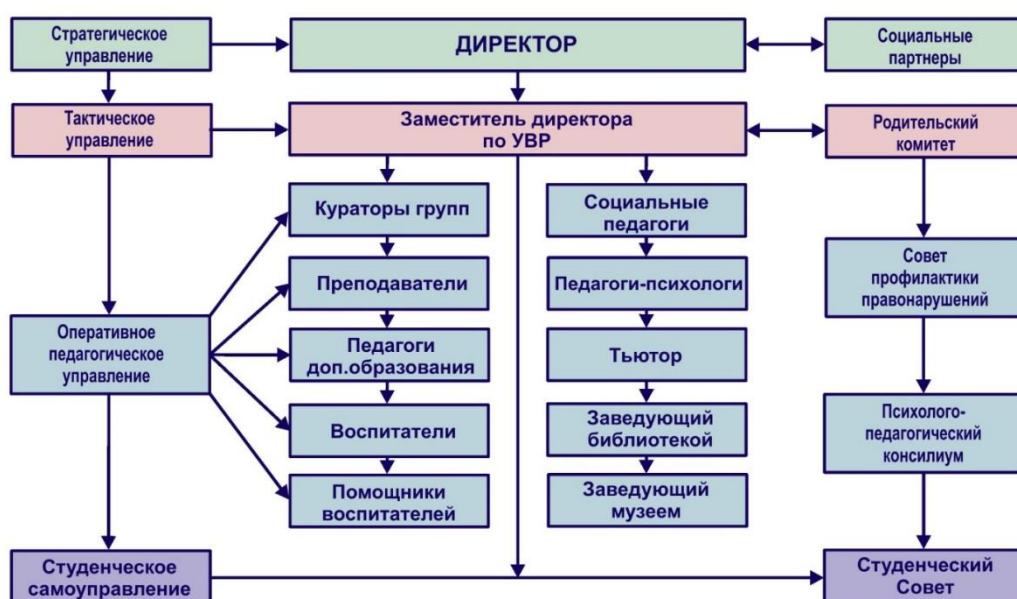 Стратегическое
управление
ДИРЕКТОР
Социальные
партнеры
Тактическое
управление
Заместитель директора
по УВР
Родительский
комитет
Кураторы групп
Социальные
педагоги
Преподаватели
Педагоги-психологи
Совет
профилактики
правонарушений
Оперативное
педагогическое
управление
Педагоги
доп.образования
Тьютор
Воспитатели
Заведующий
библиотекой
Психолого-
педагогический
консилиум
Помощники
воспитателей
Заведующий
музеем
Студенческое
самоуправление
Студенческий
Совет